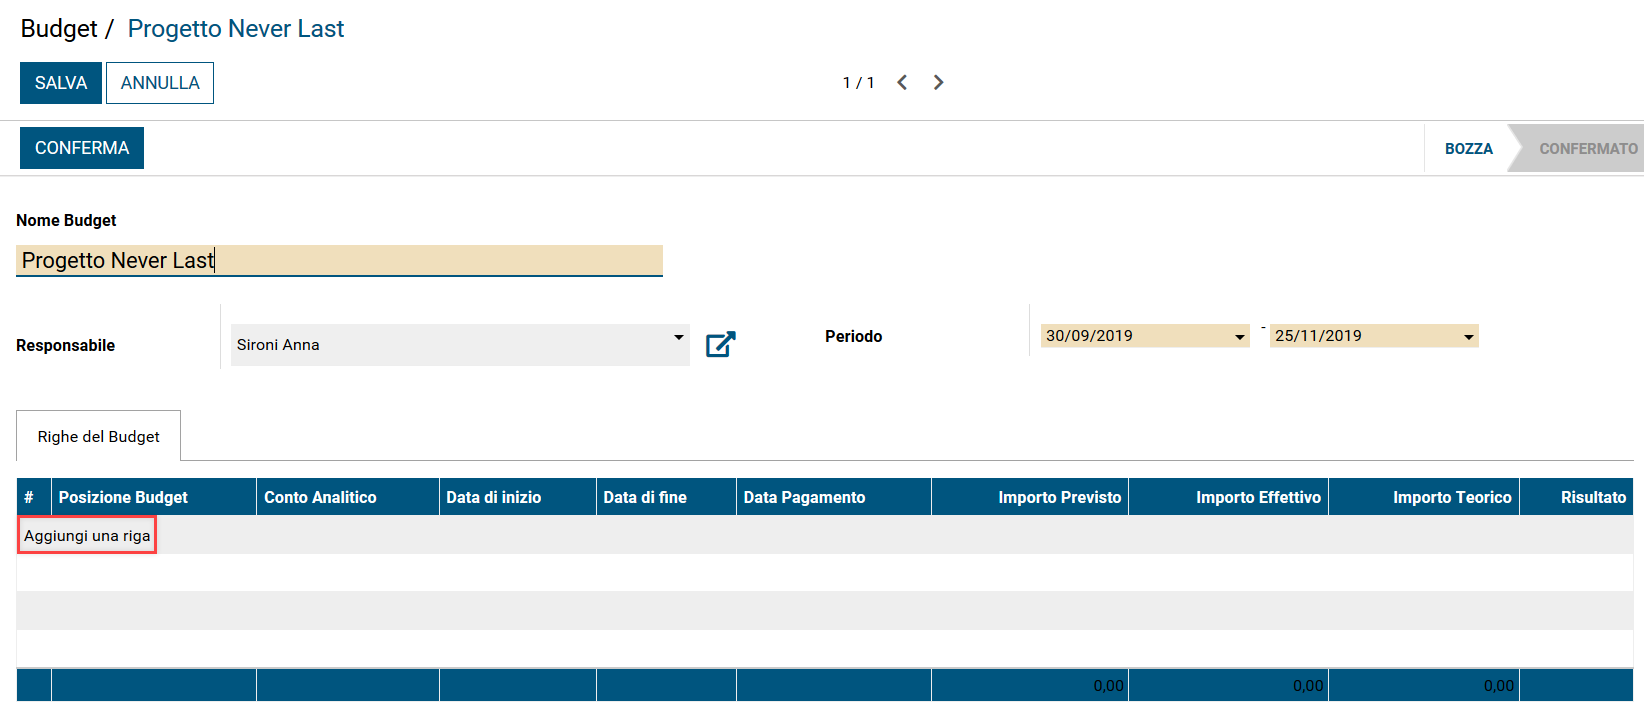 Budget / Progetto Never Last
SALVA ANNULLA 1 / 1
CONFERMA BOZZA CONFERMATO
Nome Budget
Progetto Never Last
Responsabile Sironi Anna Periodo 30/09/2019 - 25/11/2019
Righe del Budget
# Posizione Budget Conto Analitico Data di inizio Data di fine Data Pagamento Importo Previsto Importo Effettivo Importo Teorico Risultato
Aggiungi una riga
0,00 0,00 0,00